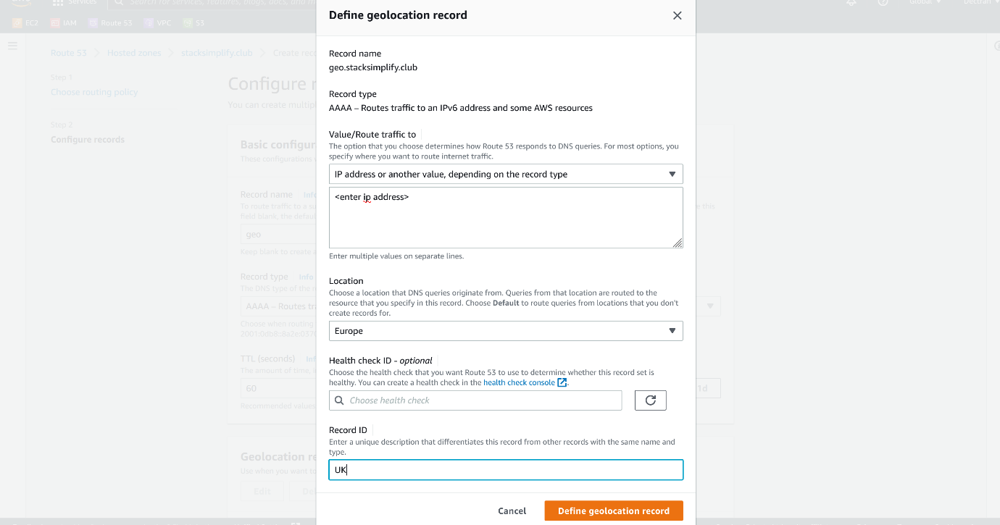 Services
Search for services, features, blogs, docs, and m
Global
EC2
IAM
Route 53
VPC
S3
Define geolocation record
Route 53
Hosted zones
stacksimplify.club
Create reco
Step 1
Choose routing policy
Step 2
Configure records
Configure r
You can create multipl
Basic configur
These configurations
Record name Info
To route traffic to a su
field blank, the defaul
geo
Keep blank to create a
Record type Info
The DNS type of the r
AAAA – Routes tra
Choose when routing
TTL (seconds) Inf
The amount of time, i
60
Recommended values
1d
Geolocation re
Use when you want to
Edit
De
Record name
geo.stacksimplify.club
Record type
AAAA – Routes traffic to an IPv6 address and some AWS resources
Value/Route traffic to
The option that you choose determines how Route 53 responds to DNS queries. For most options, you
specify where you want to route internet traffic.
IP address or another value, depending on the record type
<enter ip address>
Enter multiple values on separate lines.
Location
Choose a location that DNS queries originate from. Queries from that location are routed to the
resource that you specify in this record. Choose Default to route queries from locations that you don't
create records for.
Europe
Health check ID - optional
Choose the health check that you want Route 53 to use to determine whether this record set is
healthy. You can create a health check in the health check console.
Choose health check
Record ID
Enter a unique description that differentiates this record from other records with the same name and
type.
UK
Cancel
Define geolocation record